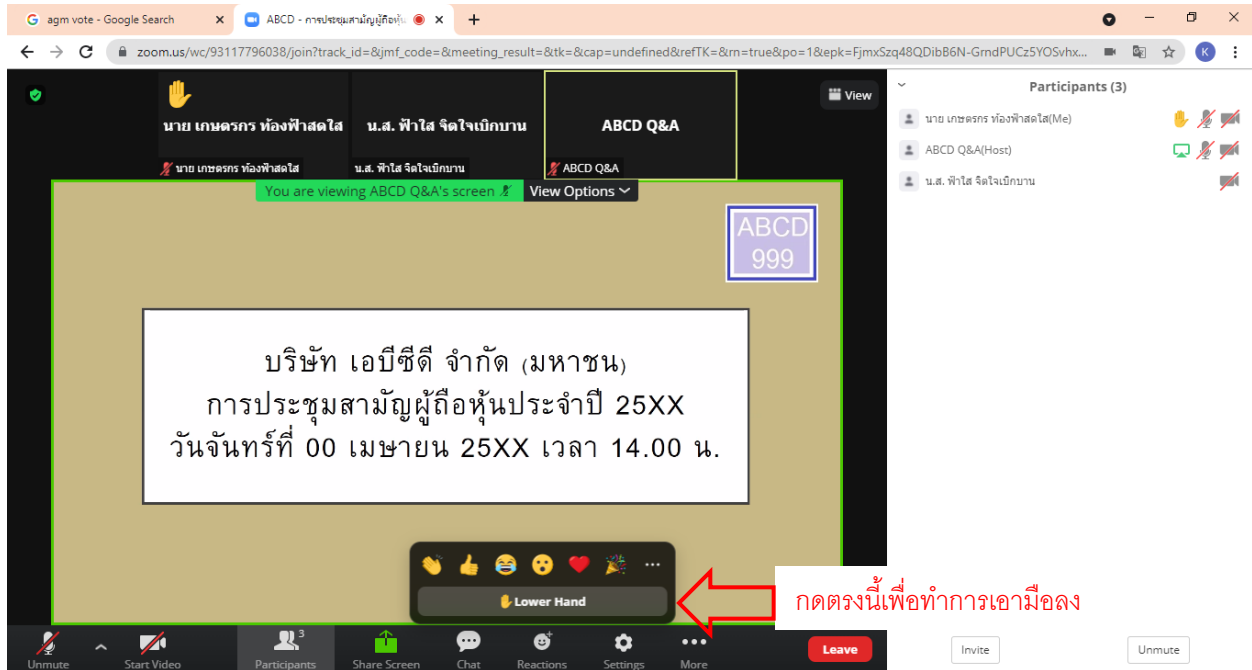 agm vote - Google Search
ABCD - การประชุมสามัญผู้ถือหุ้น
zoom.us/wc/93117796038/join?track_id=&jmf_code=&meeting_result=&tk=&cap=undefined&refTK=&rn=true&po=1&epk=FjmxSzq48QDibB6N-GrndPUCz5YOSvhx...
K
View
นาย เกษตรกร ท้องฟ้าสดใส
น.ส. ฟ้าใส จิตใจเบิกบาน
ABCD Q&A
นาย เกษตรกร ท้องฟ้าสดใส
น.ส. ฟ้าใส จิตใจเบิกบาน
ABCD Q&A
You are viewing ABCD Q&A's screen
View Options
ABCD
999
บริษัท เอบีซีดี จำกัด (มหาชน)
การประชุมสามัญผู้ถือหุ้นประจำปี 25XX
วันจันทร์ที่ 00 เมษายน 25XX เวลา 14.00 น.
Lower Hand
กดตรงนี้เพื่อทำการเอามือลง
Unmute
Start Video
3
Participants
Share Screen
Chat
Reactions
Settings
More
Leave
Participants (3)
นาย เกษตรกร ท้องฟ้าสดใส(Me)
ABCD Q&A(Host)
น.ส. ฟ้าใส จิตใจเบิกบาน
Invite
Unmute